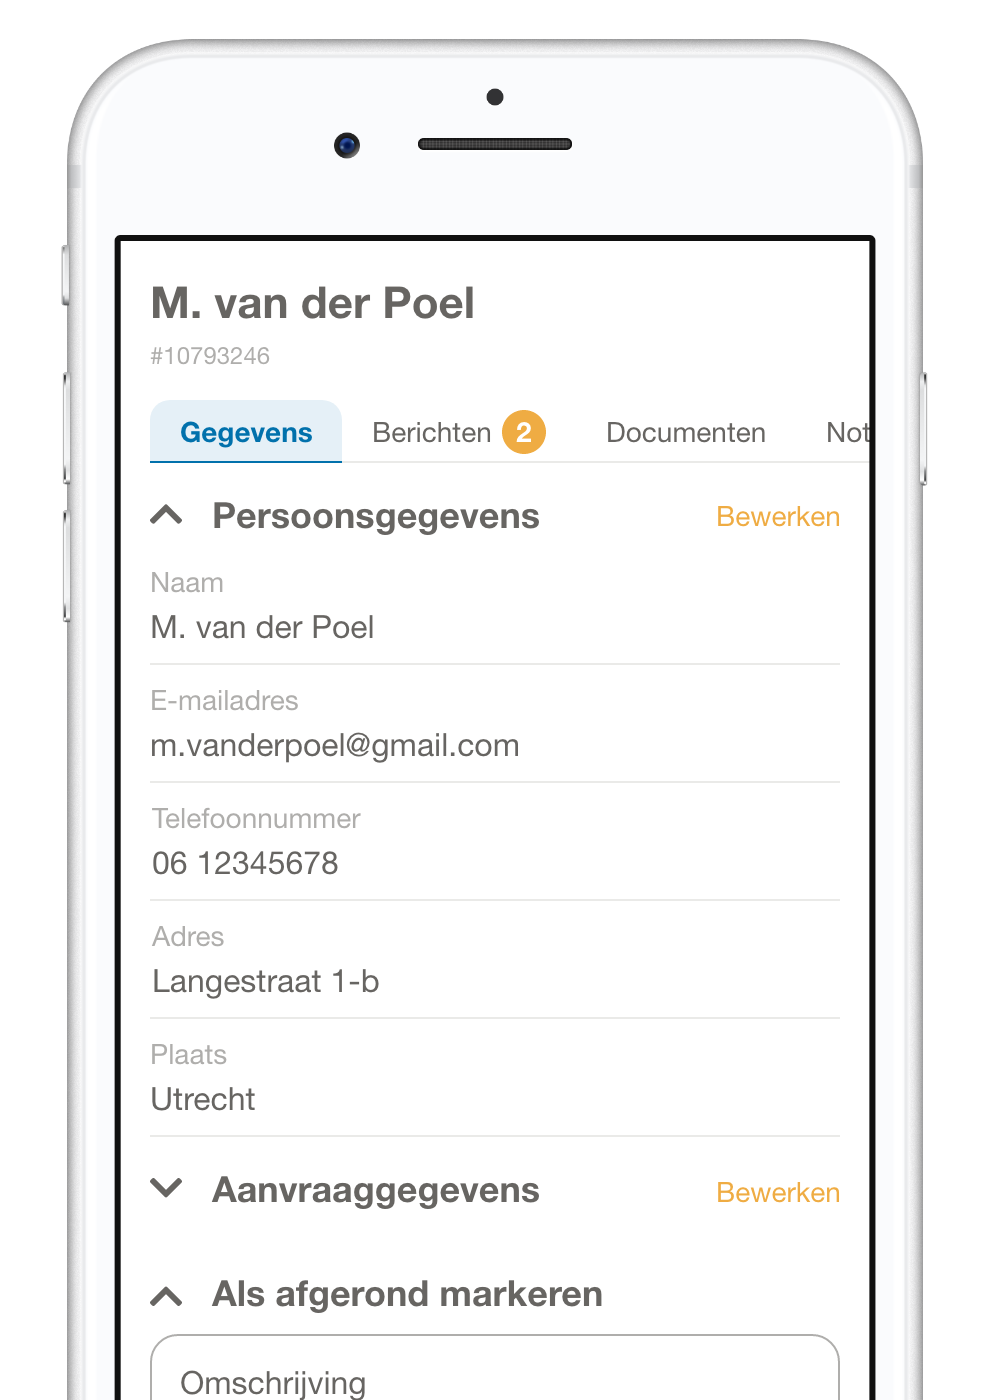 M. van der Poel
#10793246
Gegevens Berichten 2 Documenten Not
Persoonsgegevens Bewerken
Naam
M. van der Poel
E-mailadres
m.vanderpoel@gmail.com
Telefoonnummer
06 12345678
Adres
Langestraat 1-b
Plaats
Utrecht
Aanvraaggegevens Bewerken
Als afgerond markeren
Omschrijving